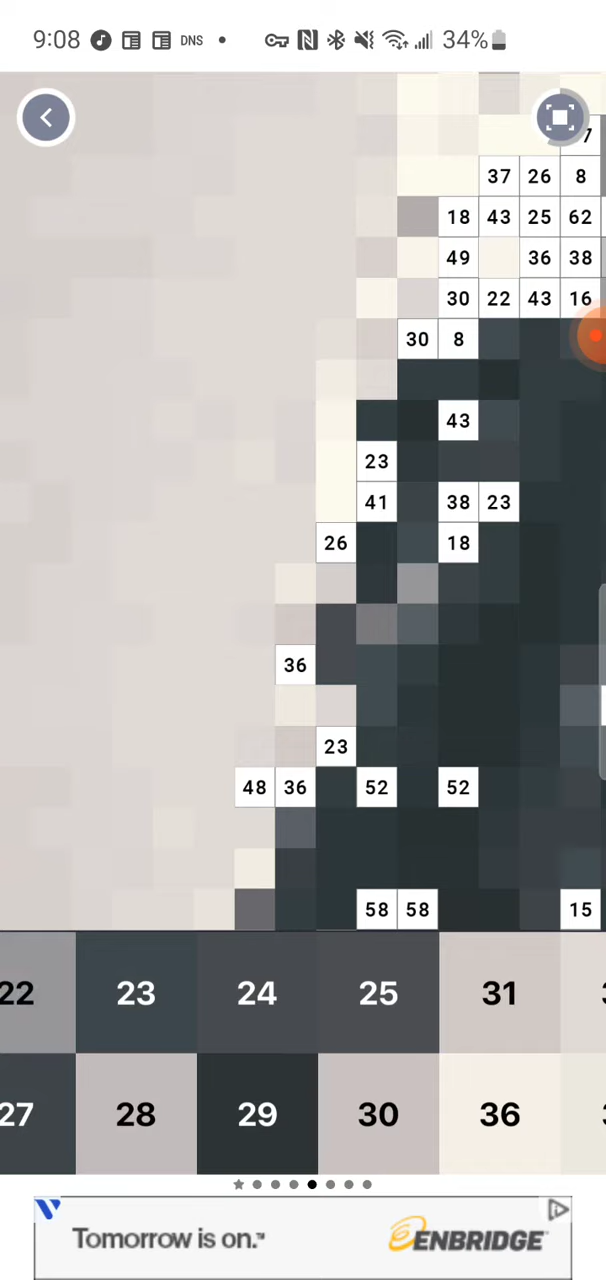 9:08 DNS 34%
7
37 26 8
18 43 25 62
49 36 38
30 22 43 16
30 8
43
23
41 38 23
26 18
36
23
48 36 52 52
58 58 15
22 23 24 25 31
27 28 29 30 36
Tomorrow is on.™ ENBRIDGE